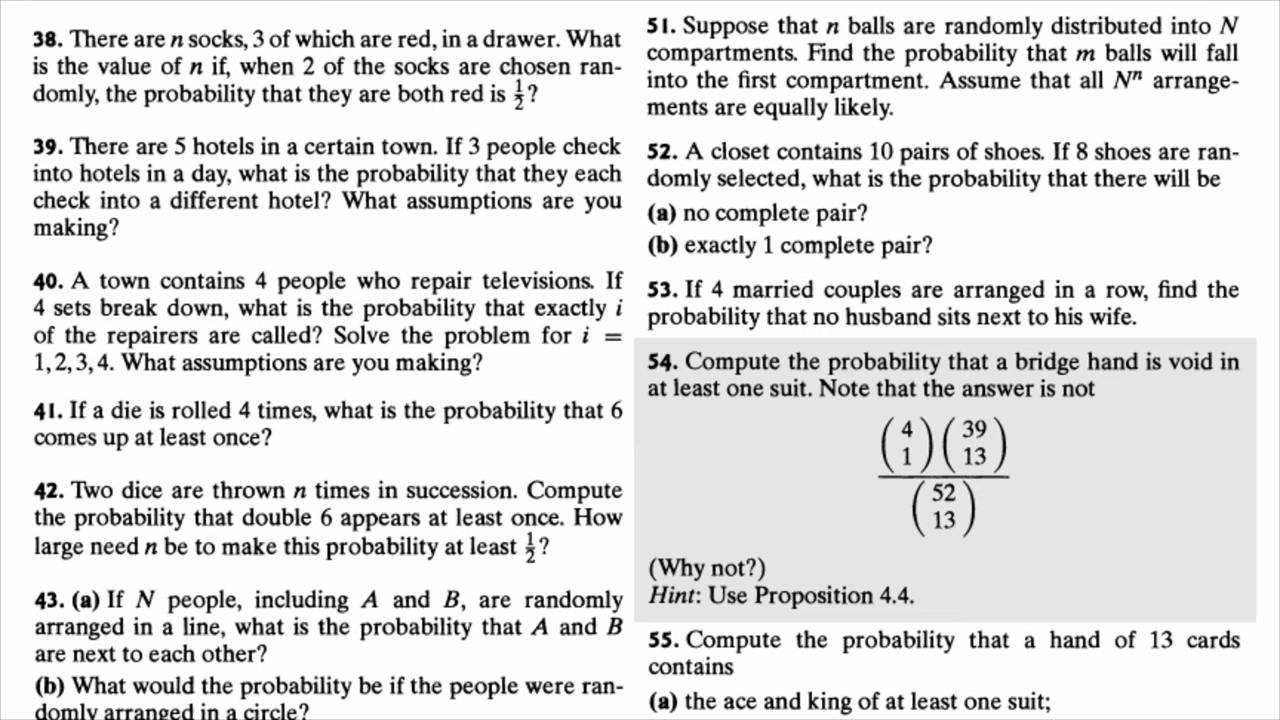 38. There are n socks, 3 of which are red, in a drawer. What
is the value of n if, when 2 of the socks are chosen ran-
domly, the probability that they are both red is 1/2?
39. There are 5 hotels in a certain town. If 3 people check
into hotels in a day, what is the probability that they each
check into a different hotel? What assumptions are you
making?
40. A town contains 4 people who repair televisions. If
4 sets break down, what is the probability that exactly i
of the repairers are called? Solve the problem for i =
1,2,3,4. What assumptions are you making?
41. If a die is rolled 4 times, what is the probability that 6
comes up at least once?
42. Two dice are thrown n times in succession. Compute
the probability that double 6 appears at least once. How
large need n be to make this probability at least 1/2?
43. (a) If N people, including A and B, are randomly
arranged in a line, what is the probability that A and B
are next to each other?
(b) What would the probability be if the people were ran-
domly arranged in a circle?
51. Suppose that n balls are randomly distributed into N
compartments. Find the probability that m balls will fall
into the first compartment. Assume that all Nⁿ arrange-
ments are equally likely.
52. A closet contains 10 pairs of shoes. If 8 shoes are ran-
domly selected, what is the probability that there will be
(a) no complete pair?
(b) exactly 1 complete pair?
53. If 4 married couples are arranged in a row, find the
probability that no husband sits next to his wife.
54. Compute the probability that a bridge hand is void in
at least one suit. Note that the answer is not
(4 1)(39 13)
(52 13)
(Why not?)
Hint: Use Proposition 4.4.
55. Compute the probability that a hand of 13 cards
contains
(a) the ace and king of at least one suit;